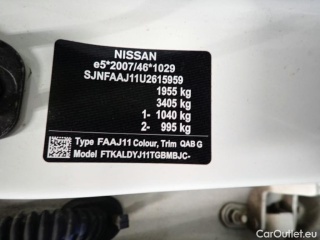 NISSAN
e5*2007/46*1029
SJNFAAJ11U2615959
1955 kg
3405 kg
1- 1040 kg
2- 995 kg
Type FAAJ11 Colour, Trim QAB G
Model FTKALDYJ11TGBMBJC-
CarOutlet.eu